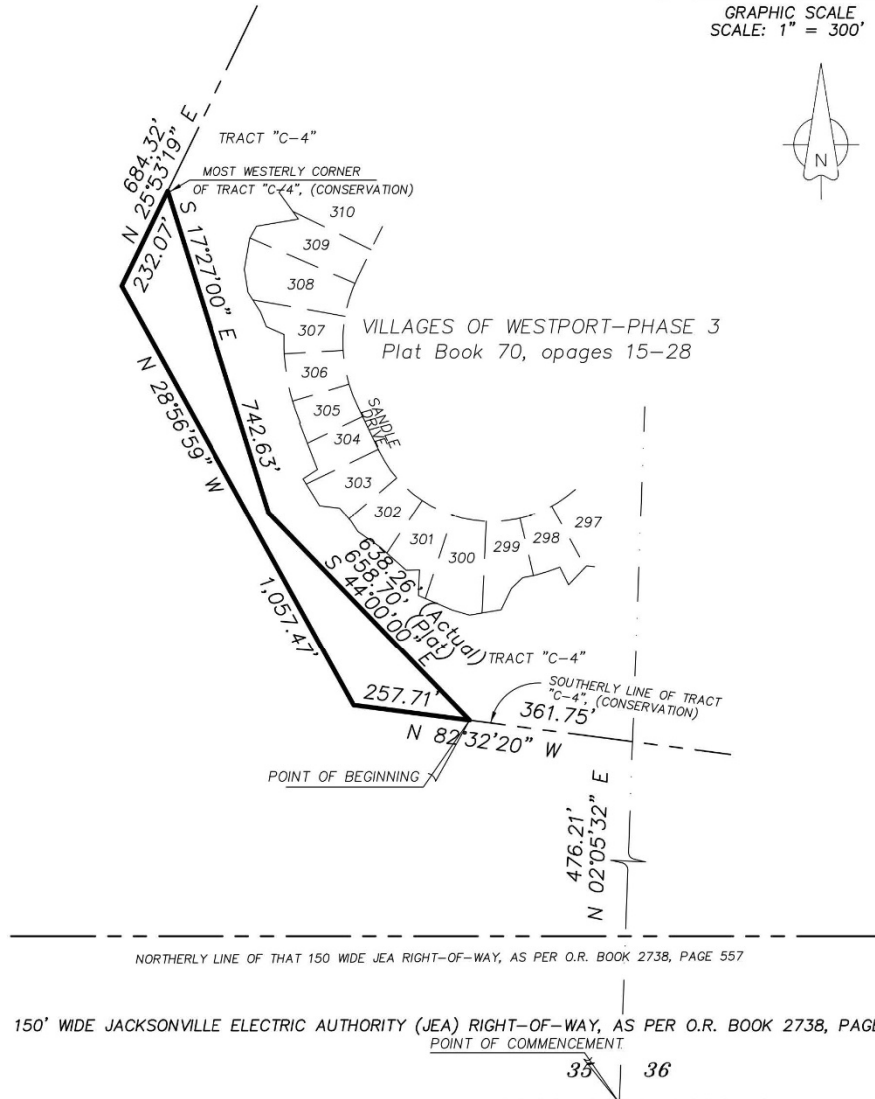 GRAPHIC SCALE
SCALE: 1" = 300'
N
684.32'
N 25°53'19" E
232.07'
TRACT "C-4"
MOST WESTERLY CORNER
OF TRACT "C-4", (CONSERVATION)
S 17°27'00" E
742.63'
310
309
308
307
306
305
304
303
302
301
300
299
298
297
VILLAGES OF WESTPORT-PHASE 3
Plat Book 70, opages 15-28
SANDLE
DRIVE
N 28°56'59" W
1,057.47'
638.26' (Actual)
658.70' (Plat)
S 44°00'00" E
TRACT "C-4"
SOUTHERLY LINE OF TRACT
"C-4", (CONSERVATION)
257.71'
361.75'
N 82°32'20" W
POINT OF BEGINNING
476.21'
N 02°05'32" E
NORTHERLY LINE OF THAT 150 WIDE JEA RIGHT-OF-WAY, AS PER O.R. BOOK 2738, PAGE 557
150' WIDE JACKSONVILLE ELECTRIC AUTHORITY (JEA) RIGHT-OF-WAY, AS PER O.R. BOOK 2738, PAGE
POINT OF COMMENCEMENT
35 36